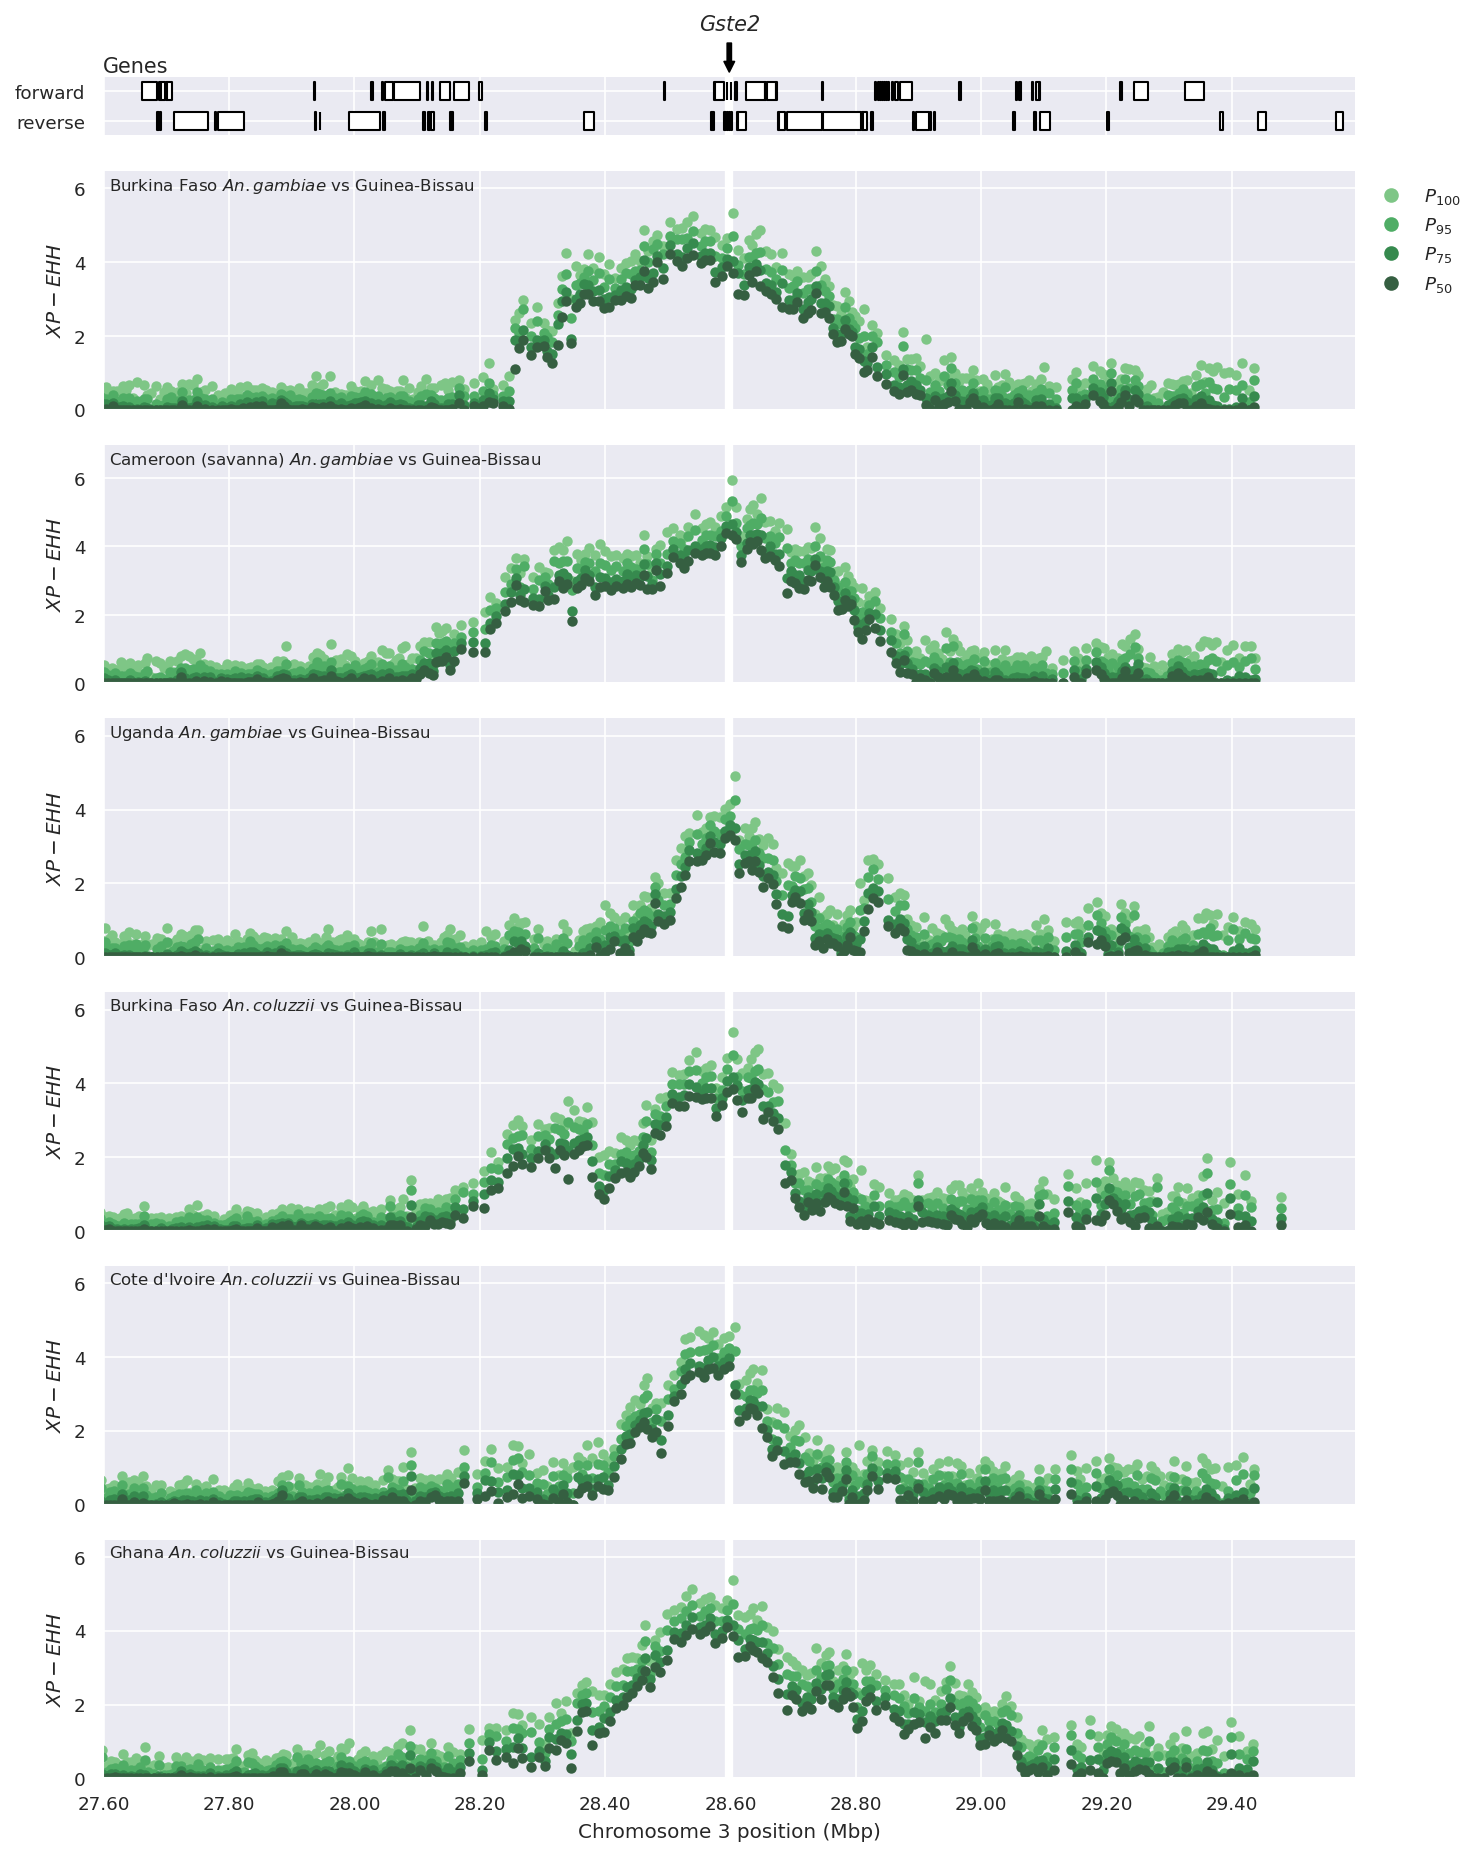 Gste2
Genes
forward
reverse
Burkina Faso An. gambiae vs Guinea-Bissau
6
4
2
0
XP − EHH
P100
P95
P75
P50
Cameroon (savanna) An. gambiae vs Guinea-Bissau
6
4
2
0
XP − EHH
Uganda An. gambiae vs Guinea-Bissau
6
4
2
0
XP − EHH
Burkina Faso An. coluzzii vs Guinea-Bissau
6
4
2
0
XP − EHH
Cote d'Ivoire An. coluzzii vs Guinea-Bissau
6
4
2
0
XP − EHH
Ghana An. coluzzii vs Guinea-Bissau
6
4
2
0
XP − EHH
27.60 27.80 28.00 28.20 28.40 28.60 28.80 29.00 29.20 29.40
Chromosome 3 position (Mbp)